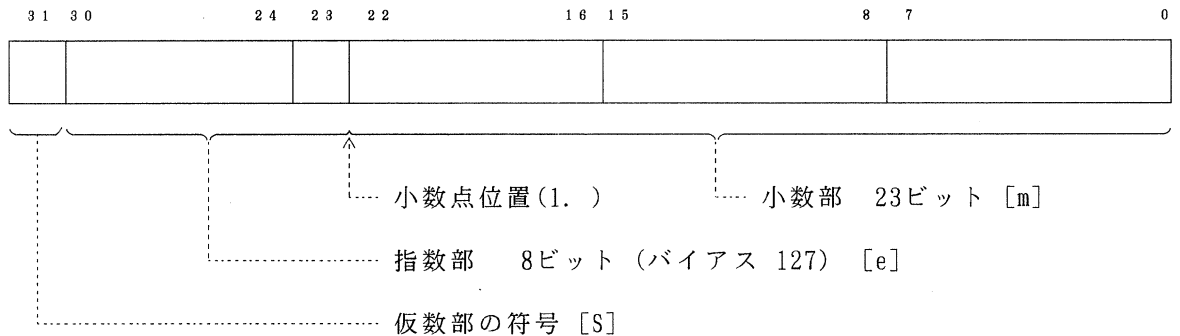 31 30 24 23 22 16 15 8 7 0
小数点位置(1. ) 小数部 23ビット [m]
指数部 8ビット (バイアス 127) [e]
仮数部の符号 [S]